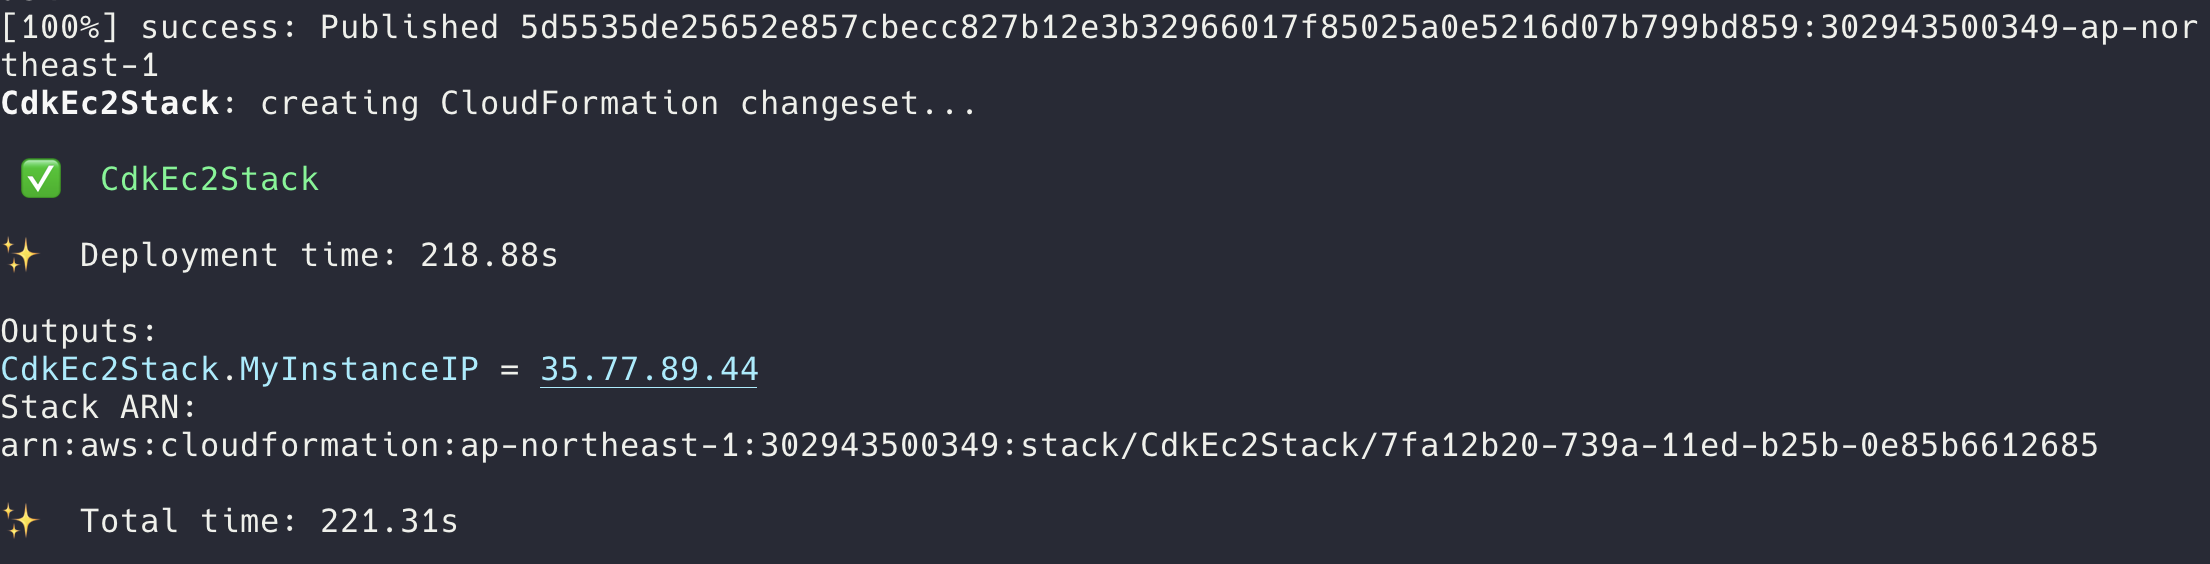 [100%] success: Published 5d5535de25652e857cbecc827b12e3b32966017f85025a0e5216d07b799bd859:302943500349-ap-nor
theast-1
CdkEc2Stack: creating CloudFormation changeset...
✅ CdkEc2Stack
✨ Deployment time: 218.88s
Outputs:
CdkEc2Stack.MyInstanceIP = 35.77.89.44
Stack ARN:
arn:aws:cloudformation:ap-northeast-1:302943500349:stack/CdkEc2Stack/7fa12b20-739a-11ed-b25b-0e85b6612685
✨ Total time: 221.31s